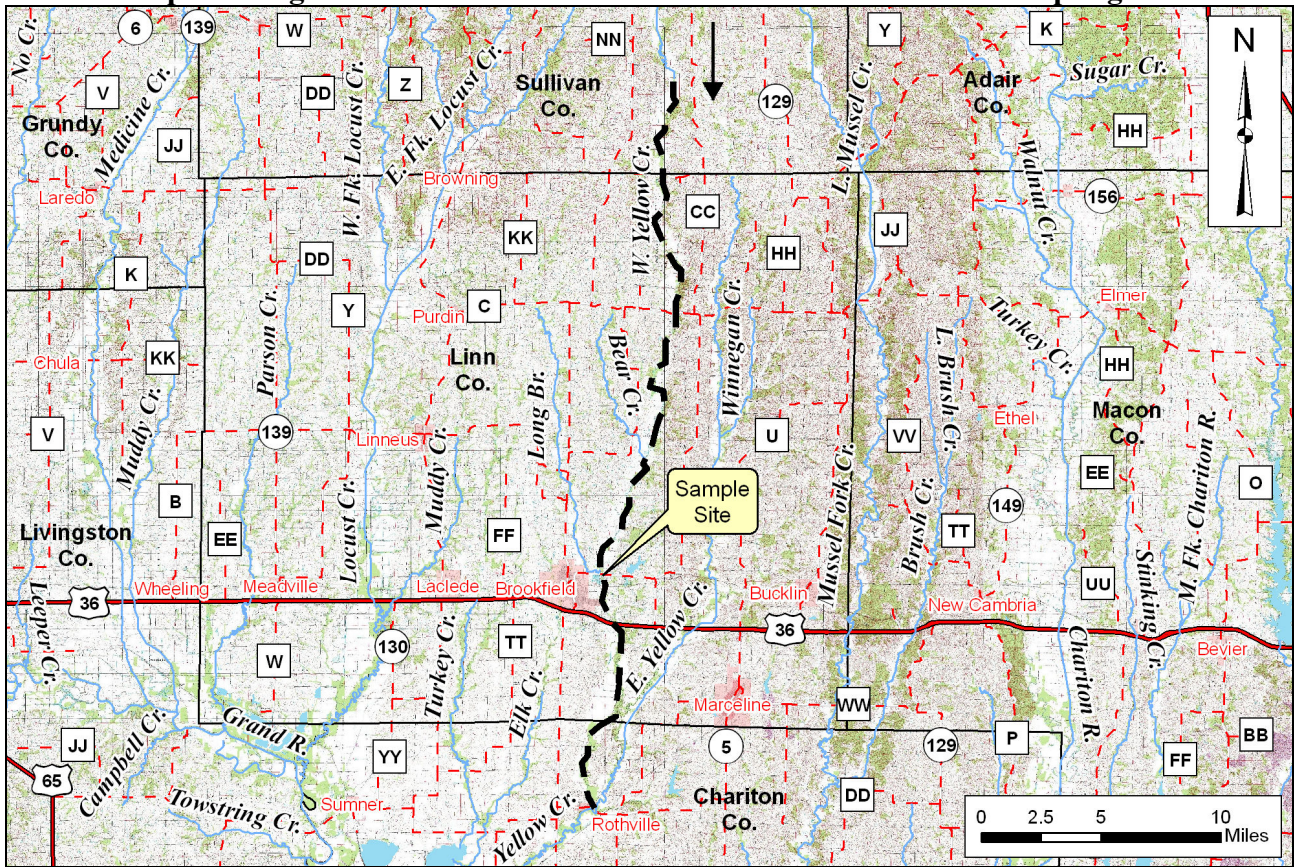 No Cr.
6
139
W
NN
Y
K
N
V
DD
Z
Sullivan
Co.
129
Adair
Co.
Sugar Cr.
Grundy
Co.
Medicine Cr.
JJ
W. Fk. Locust Cr.
E. Fk. Locust Cr.
L. Mussel Cr.
HH
Walnut Cr.
Laredo
Browning
W. Yellow Cr.
CC
156
KK
JJ
HH
K
DD
Y
Parson Cr.
Purdin
C
Winnegan Cr.
Turkey Cr.
Elmer
Chula
KK
Linn
Co.
Bear Cr.
L. Brush Cr.
HH
Muddy Cr.
Long Br.
Macon
Co.
V
139
Linneus
U
VV
Ethel
M. Fk. Chariton R.
Muddy Cr.
Sample
Site
Mussel Fork Cr.
EE
O
B
Locust Cr.
Brush Cr.
149
Livingston
Co.
EE
FF
TT
Stinking Cr.
Leeper Cr.
Wheeling
Meadville
Laclede
Brookfield
Bucklin
UU
36
E. Yellow Cr.
36
New Cambria
Bevier
W
130
Turkey Cr.
TT
Elk Cr.
Chariton R.
Grand R.
Marceline
WW
JJ
Campbell Cr.
YY
5
129
P
FF
BB
65
Towstring Cr.
Sumner
Yellow Cr.
Rothville
Chariton
Co.
DD
0 2.5 5 10
Miles